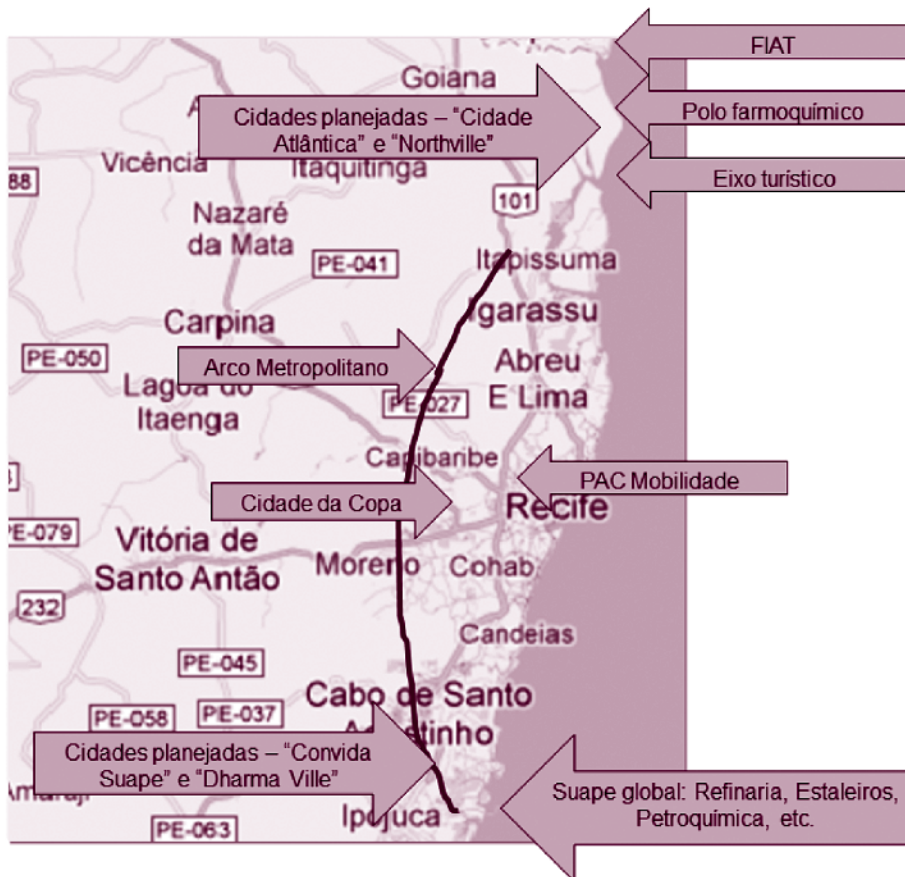 FIAT
Goiana
Cidades planejadas – “Cidade
Atlântica” e “Northville”
Polo farmoquímico
Vicência
Itaquitinga
Eixo turístico
88
101
Nazaré
da Mata
PE-041
Itapissuma
Igarassu
Carpina
PE-050
Arco Metropolitano
Abreu
E Lima
Lagoa do
Itaenga
PE-027
Capibaribe
PAC Mobilidade
Cidade da Copa
Recife
PE-079
Vitória de
Santo Antão
Moreno
Cohab
232
Candeias
PE-045
Cabo de Santo
PE-058
PE-037
Cidades planejadas – “Convida
Suape” e “Dharma Ville”
Suape global: Refinaria, Estaleiros,
Petroquímica, etc.
Ipojuca
PE-063